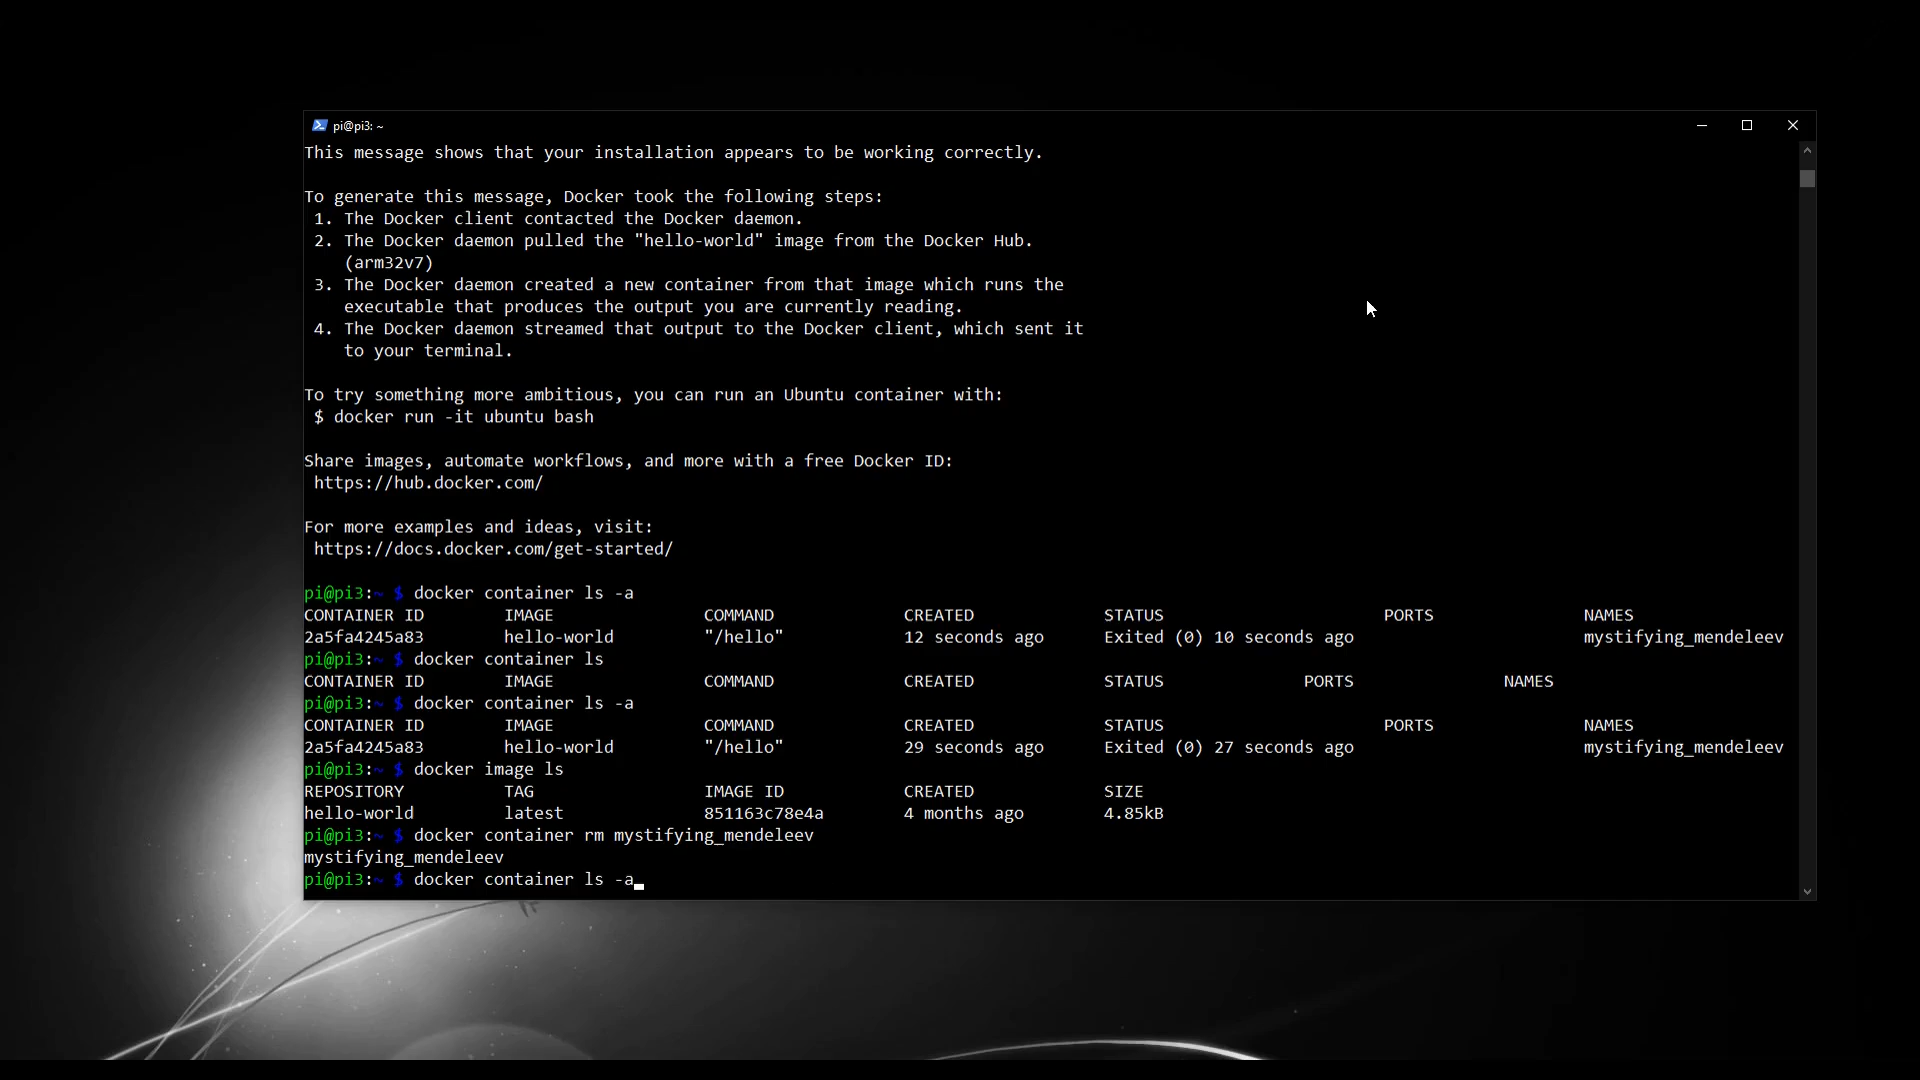 pi@pi3: ~
This message shows that your installation appears to be working correctly.
To generate this message, Docker took the following steps:
1. The Docker client contacted the Docker daemon.
2. The Docker daemon pulled the "hello-world" image from the Docker Hub.
(arm32v7)
3. The Docker daemon created a new container from that image which runs the
executable that produces the output you are currently reading.
4. The Docker daemon streamed that output to the Docker client, which sent it
to your terminal.
To try something more ambitious, you can run an Ubuntu container with:
$ docker run -it ubuntu bash
Share images, automate workflows, and more with a free Docker ID:
https://hub.docker.com/
For more examples and ideas, visit:
https://docs.docker.com/get-started/
pi@pi3:~ $ docker container ls -a
CONTAINER ID IMAGE COMMAND CREATED STATUS PORTS NAMES
2a5fa4245a83 hello-world "/hello" 12 seconds ago Exited (0) 10 seconds ago mystifying_mendeleev
pi@pi3:~ $ docker container ls
CONTAINER ID IMAGE COMMAND CREATED STATUS PORTS NAMES
pi@pi3:~ $ docker container ls -a
CONTAINER ID IMAGE COMMAND CREATED STATUS PORTS NAMES
2a5fa4245a83 hello-world "/hello" 29 seconds ago Exited (0) 27 seconds ago mystifying_mendeleev
pi@pi3:~ $ docker image ls
REPOSITORY TAG IMAGE ID CREATED SIZE
hello-world latest 851163c78e4a 4 months ago 4.85kB
pi@pi3:~ $ docker container rm mystifying_mendeleev
mystifying_mendeleev
pi@pi3:~ $ docker container ls -a